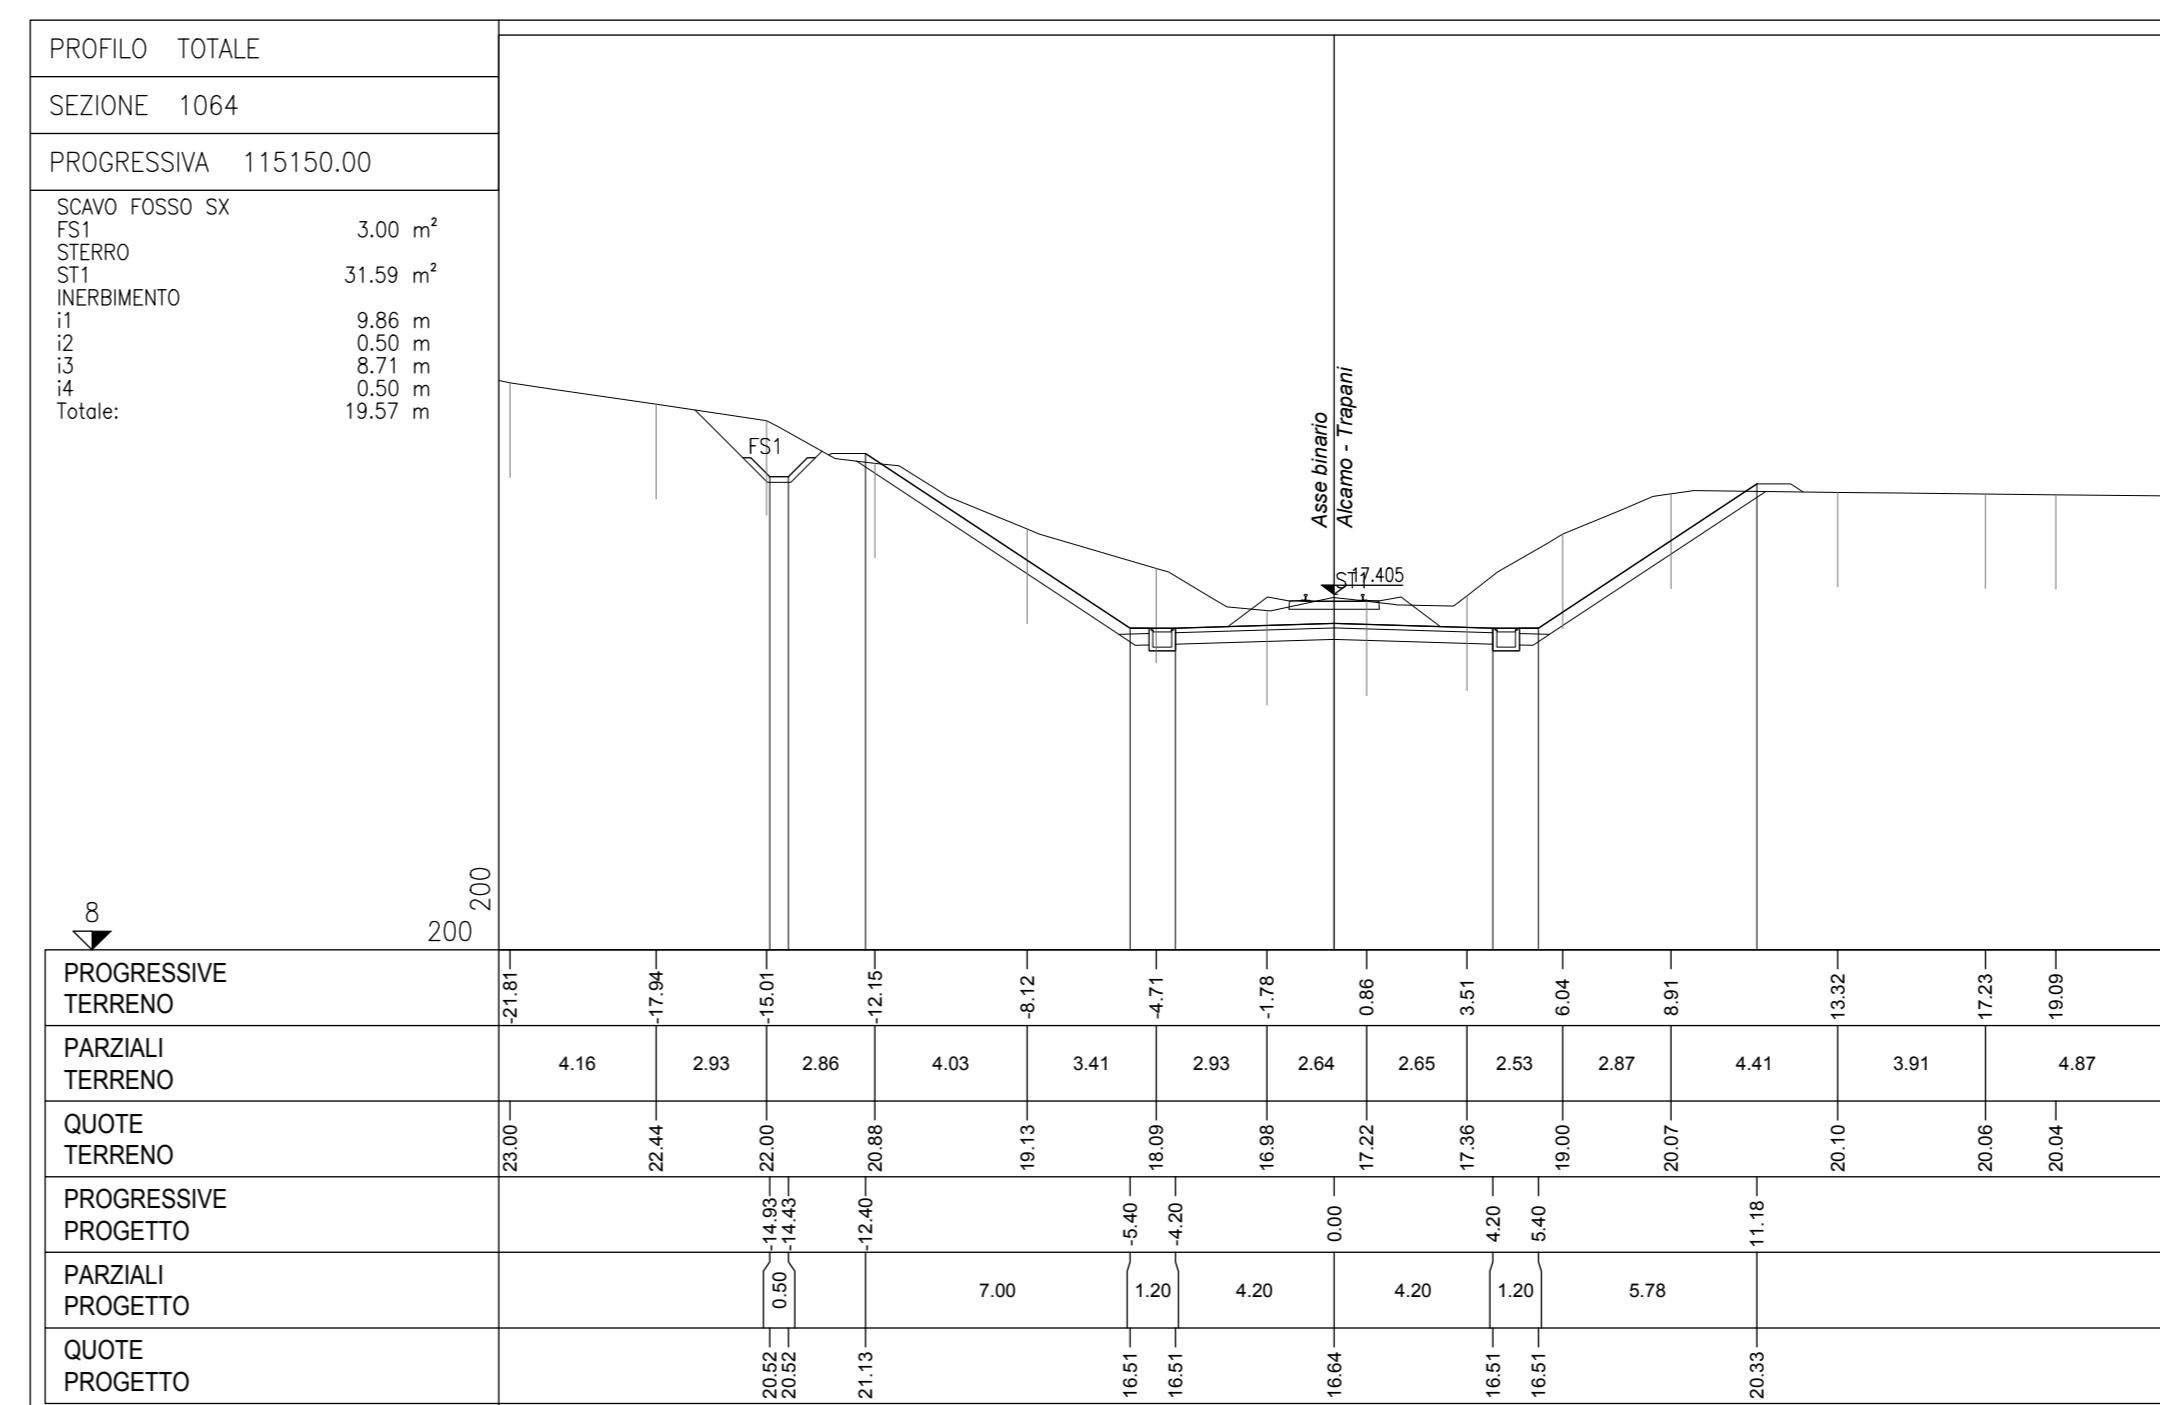 PROFILO TOTALE
SEZIONE 1064
PROGRESSIVA 115150.00
SCAVO FOSSO SX
FS1 3.00 m²
STERRO
ST1 31.59 m²
INERBIMENTO
i1 9.86 m
i2 0.50 m
i3 8.71 m
i4 0.50 m
Totale: 19.57 m
FS1
Asse binario
Alcamo - Trapani
ST1
17.405
200
8
200
PROGRESSIVE
TERRENO
-21.81 -17.94 -15.01 -12.15 -8.12 -4.71 -1.78 0.86 3.51 6.04 8.91 13.32 17.23 19.09
PARZIALI
TERRENO
4.16 2.93 2.86 4.03 3.41 2.93 2.64 2.65 2.53 2.87 4.41 3.91 4.87
QUOTE
TERRENO
23.00 22.44 22.00 20.88 19.13 18.09 16.98 17.22 17.36 19.00 20.07 20.10 20.06 20.04
PROGRESSIVE
PROGETTO
-14.93 -14.43 -12.40 -5.40 -4.20 0.00 4.20 5.40 11.18
PARZIALI
PROGETTO
0.50 7.00 1.20 4.20 4.20 1.20 5.78
QUOTE
PROGETTO
20.52 20.52 21.13 16.51 16.51 16.64 16.51 16.51 20.33